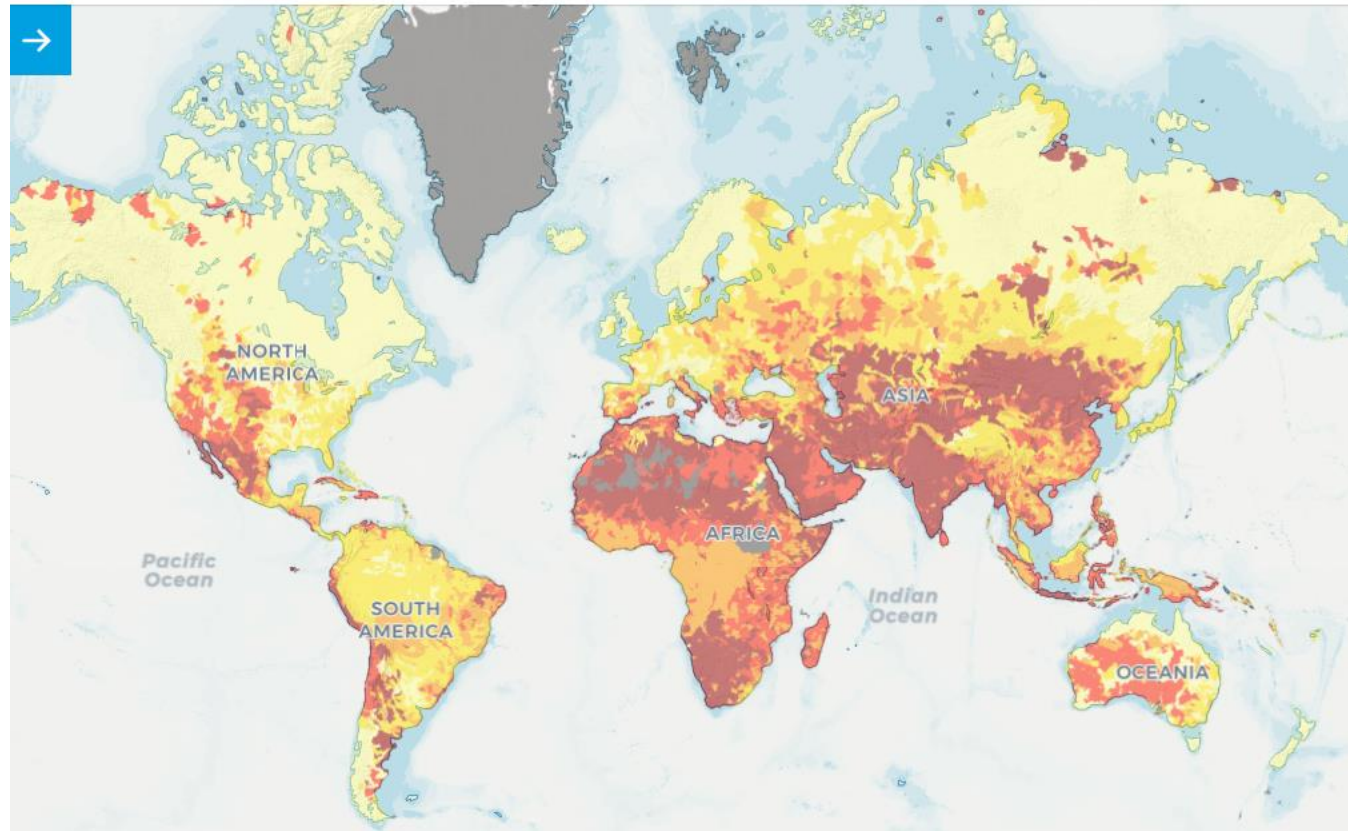 NORTH
AMERICA
ASIA
AFRICA
Pacific
Ocean
SOUTH
AMERICA
Indian
Ocean
OCEANIA